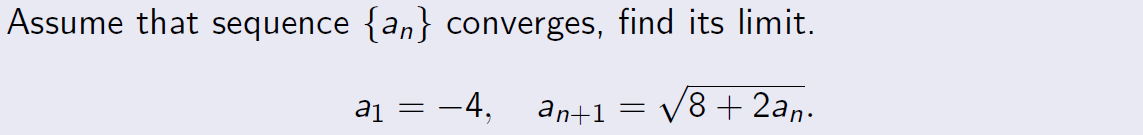 Assume that sequence {aₙ} converges, find its limit.
a₁ = −4, aₙ₊₁ = √(8 + 2aₙ).